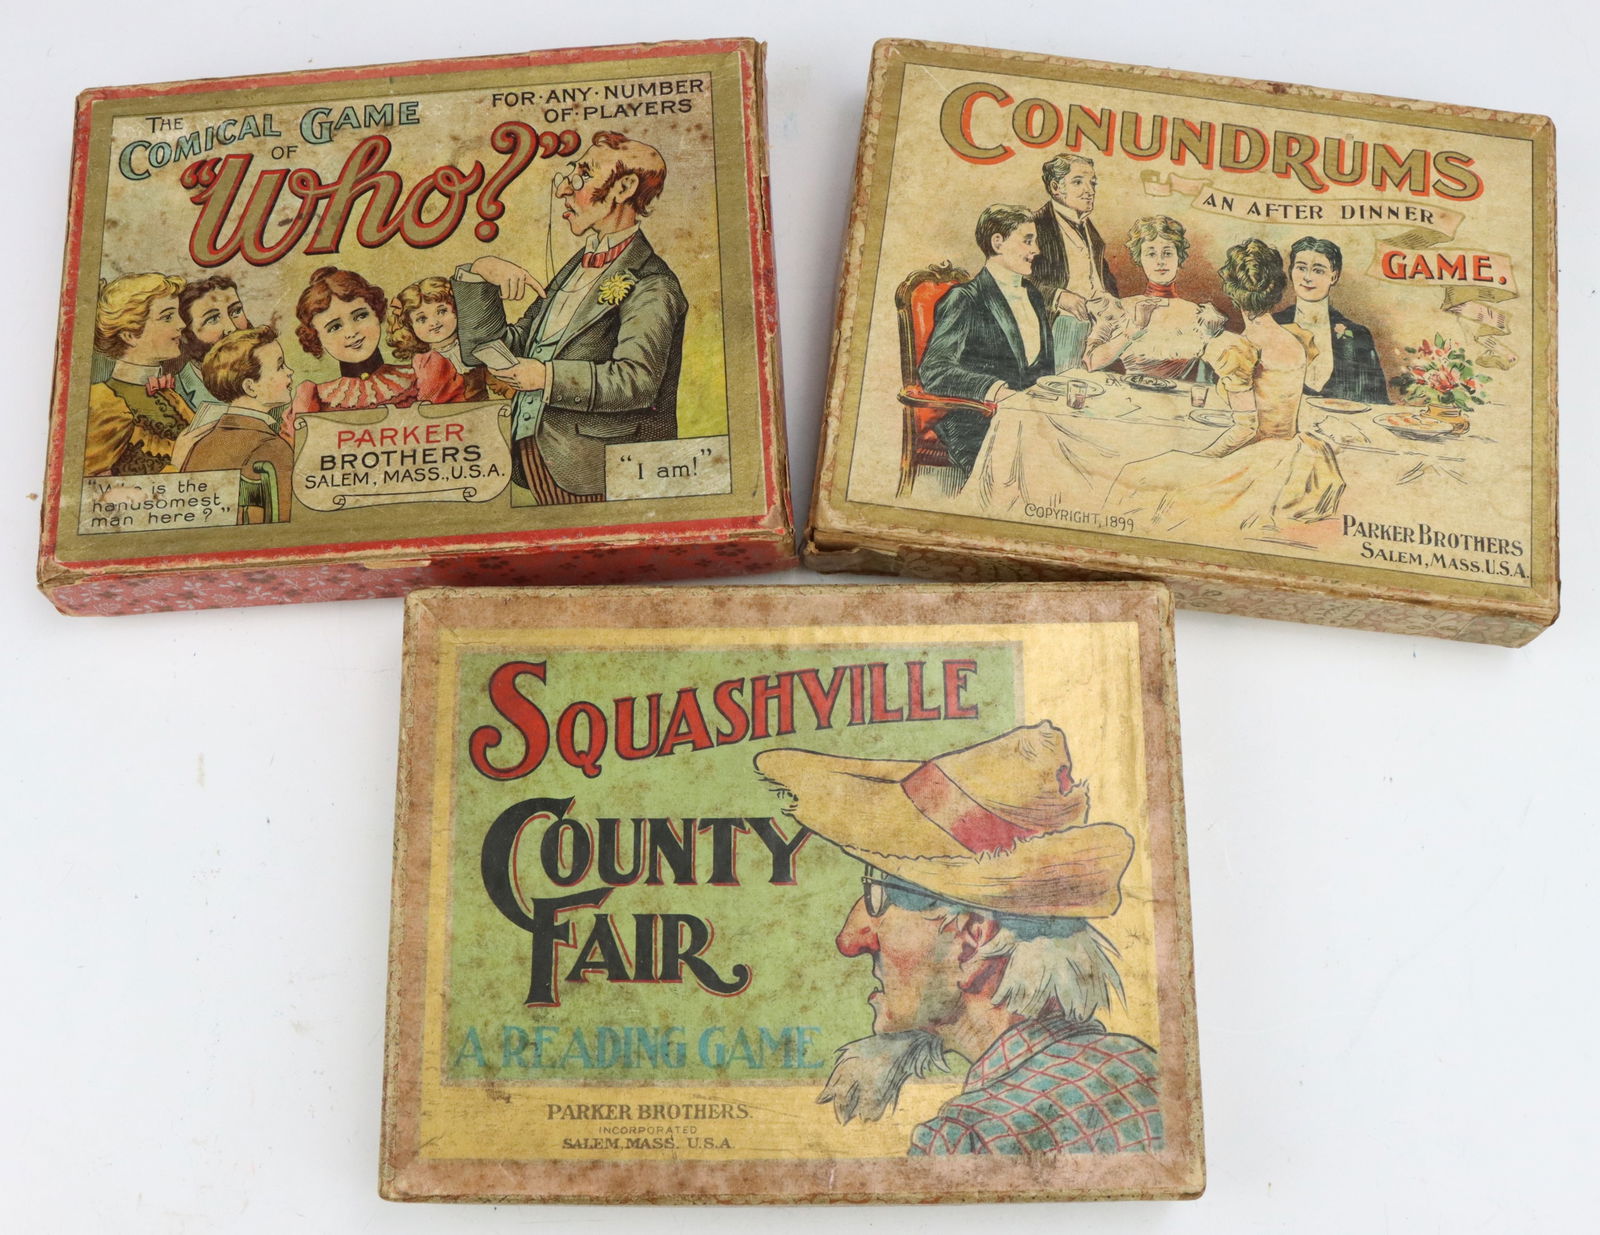 THE
COMICAL GAME
OF
"Who?"
FOR·ANY·NUMBER
OF·PLAYERS
PARKER
BROTHERS
SALEM, MASS., U.S.A.
is the
handsomest
man here?"
"I am!"
CONUNDRUMS
AN AFTER DINNER
GAME.
COPYRIGHT, 1899
PARKER BROTHERS
SALEM, MASS. U.S.A.
SQUASHVILLE
COUNTY
FAIR
A READING GAME
PARKER BROTHERS.
INCORPORATED
SALEM, MASS. U.S.A.